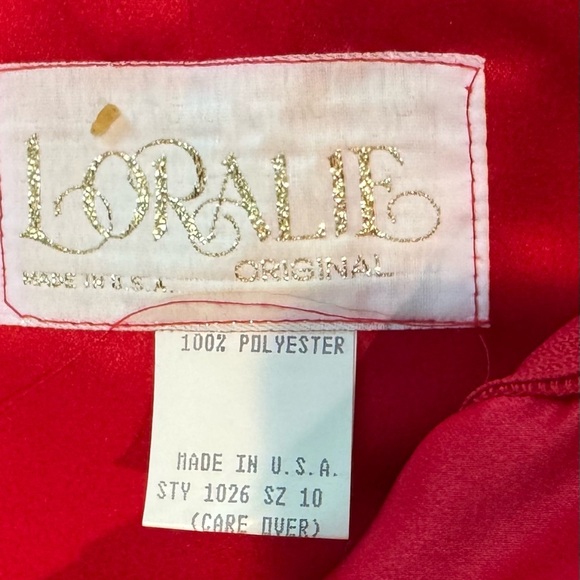 LORALIE
MADE IN U.S.A.
ORIGINAL
100% POLYESTER
MADE IN U.S.A.
STY 1026 SZ 10
(CARE OVER)